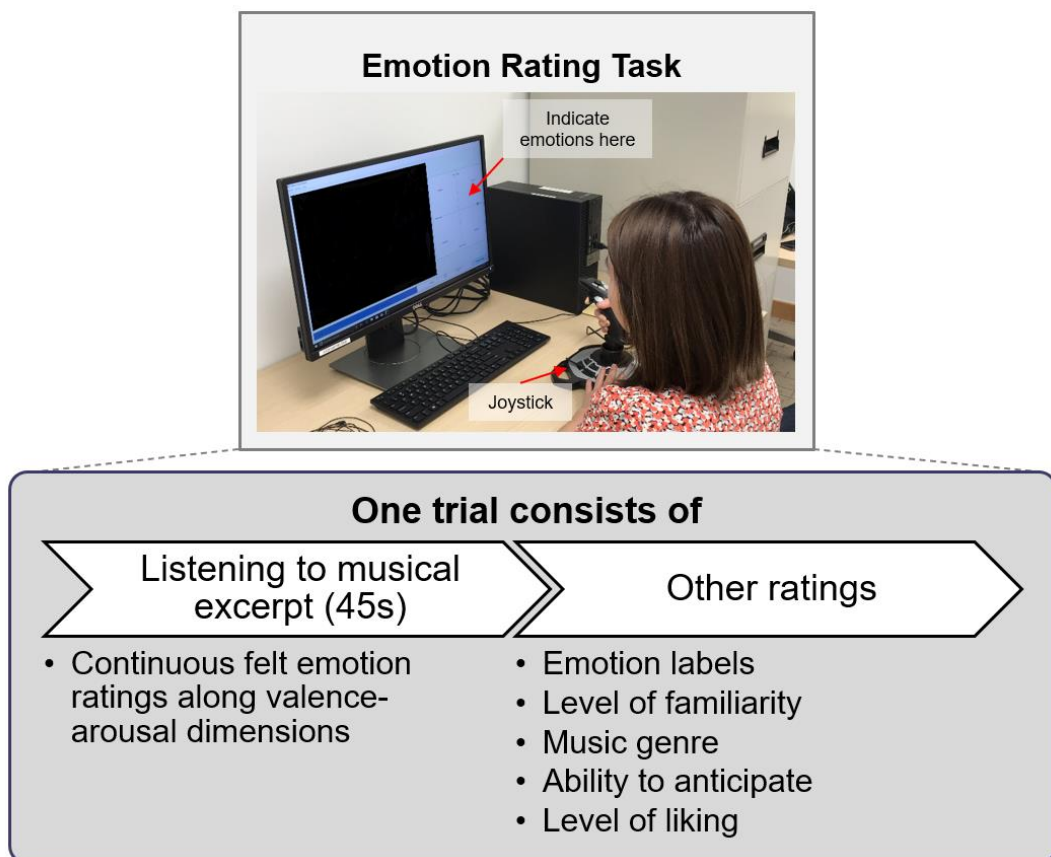 Emotion Rating Task
Indicate
emotions here
Joystick
One trial consists of
Listening to musical
excerpt (45s)
• Continuous felt emotion
ratings along valence-
arousal dimensions
Other ratings
• Emotion labels
• Level of familiarity
• Music genre
• Ability to anticipate
• Level of liking